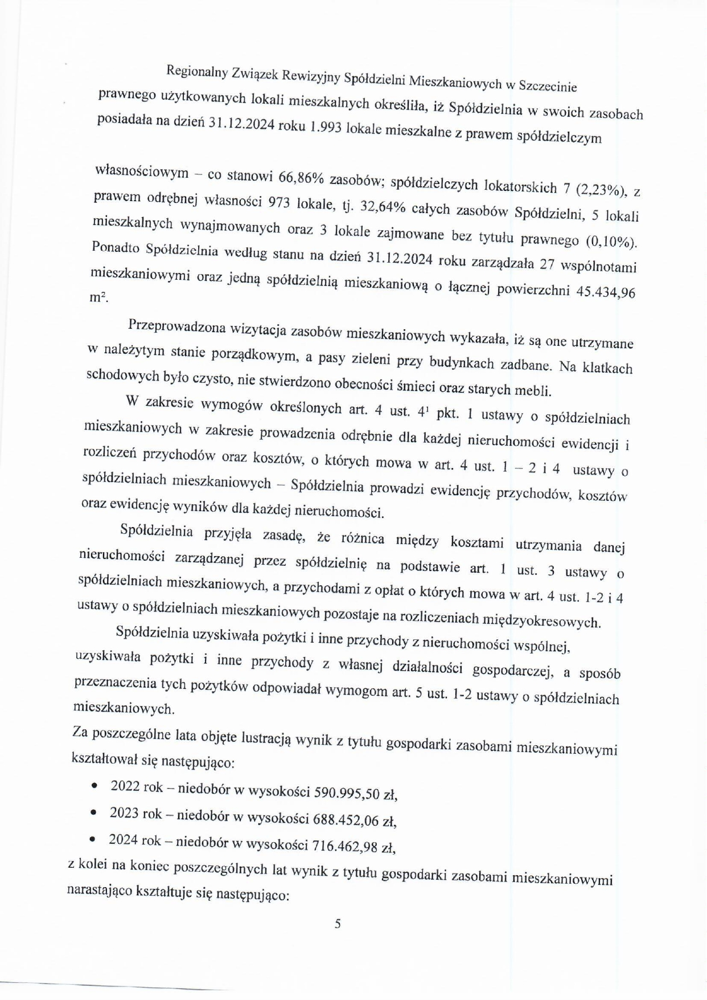 Regionalny Związek Rewizyjny Spółdzielni Mieszkaniowych w Szczecinie
prawnego użytkowanych lokali mieszkalnych określiła, iż Spółdzielnia w swoich zasobach
posiadała na dzień 31.12.2024 roku 1.993 lokale mieszkalne z prawem spółdzielczym
własnościowym – co stanowi 66,86% zasobów; spółdzielczych lokatorskich 7 (2,23%), z
prawem odrębnej własności 973 lokale, tj. 32,64% całych zasobów Spółdzielni, 5 lokali
mieszkalnych wynajmowanych oraz 3 lokale zajmowane bez tytułu prawnego (0,10%).
Ponadto Spółdzielnia według stanu na dzień 31.12.2024 roku zarządzała 27 wspólnotami
mieszkaniowymi oraz jedną spółdzielnią mieszkaniową o łącznej powierzchni 45.434,96
m².
Przeprowadzona wizytacja zasobów mieszkaniowych wykazała, iż są one utrzymane
w należytym stanie porządkowym, a pasy zieleni przy budynkach zadbane. Na klatkach
schodowych było czysto, nie stwierdzono obecności śmieci oraz starych mebli.
W zakresie wymogów określonych art. 4 ust. 4¹ pkt. 1 ustawy o spółdzielniach
mieszkaniowych w zakresie prowadzenia odrębnie dla każdej nieruchomości ewidencji i
rozliczeń przychodów oraz kosztów, o których mowa w art. 4 ust. 1 – 2 i 4 ustawy o
spółdzielniach mieszkaniowych – Spółdzielnia prowadzi ewidencję przychodów, kosztów
oraz ewidencję wyników dla każdej nieruchomości.
Spółdzielnia przyjęła zasadę, że różnica między kosztami utrzymania danej
nieruchomości zarządzanej przez spółdzielnię na podstawie art. 1 ust. 3 ustawy o
spółdzielniach mieszkaniowych, a przychodami z opłat o których mowa w art. 4 ust. 1-2 i 4
ustawy o spółdzielniach mieszkaniowych pozostaje na rozliczeniach międzyokresowych.
Spółdzielnia uzyskiwała pożytki i inne przychody z nieruchomości wspólnej,
uzyskiwała pożytki i inne przychody z własnej działalności gospodarczej, a sposób
przeznaczenia tych pożytków odpowiadał wymogom art. 5 ust. 1-2 ustawy o spółdzielniach
mieszkaniowych.
Za poszczególne lata objęte lustracją wynik z tytułu gospodarki zasobami mieszkaniowymi
kształtował się następująco:
• 2022 rok – niedobór w wysokości 590.995,50 zł,
• 2023 rok – niedobór w wysokości 688.452,06 zł,
• 2024 rok – niedobór w wysokości 716.462,98 zł,
z kolei na koniec poszczególnych lat wynik z tytułu gospodarki zasobami mieszkaniowymi
narastająco kształtuje się następująco:
5